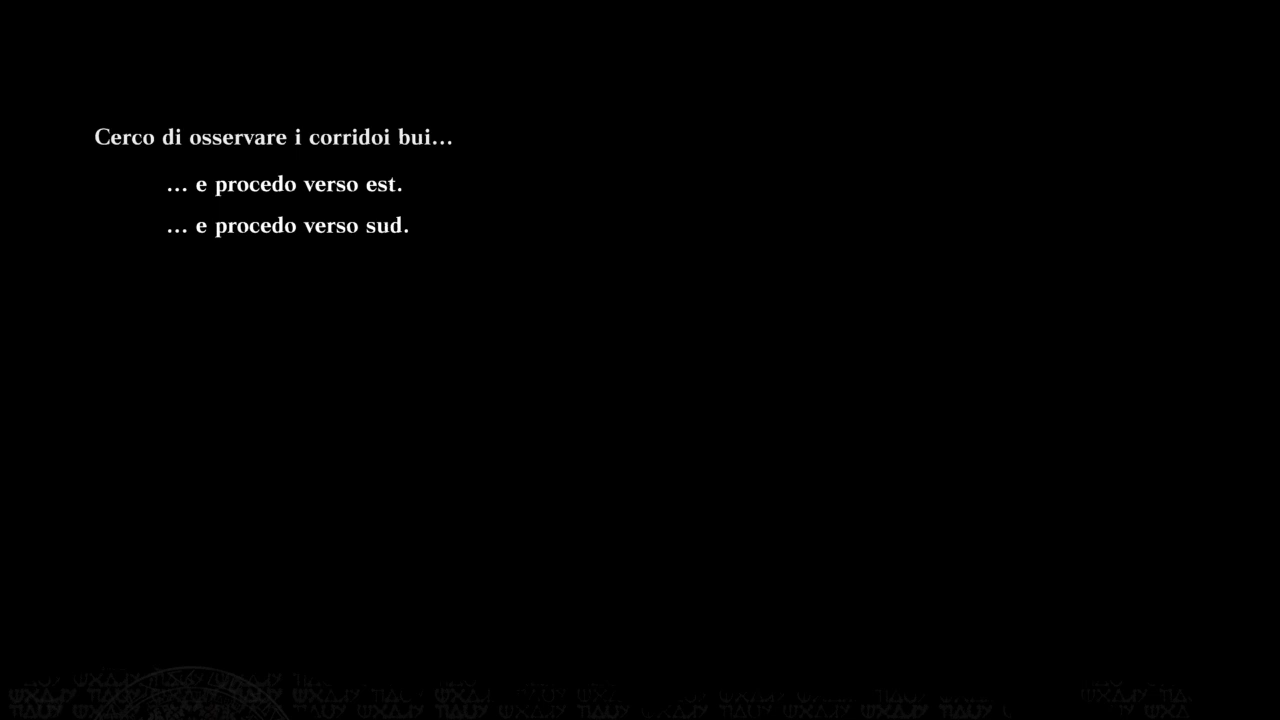 Cerco di osservare i corridoi bui...
... e procedo verso est.
... e procedo verso sud.